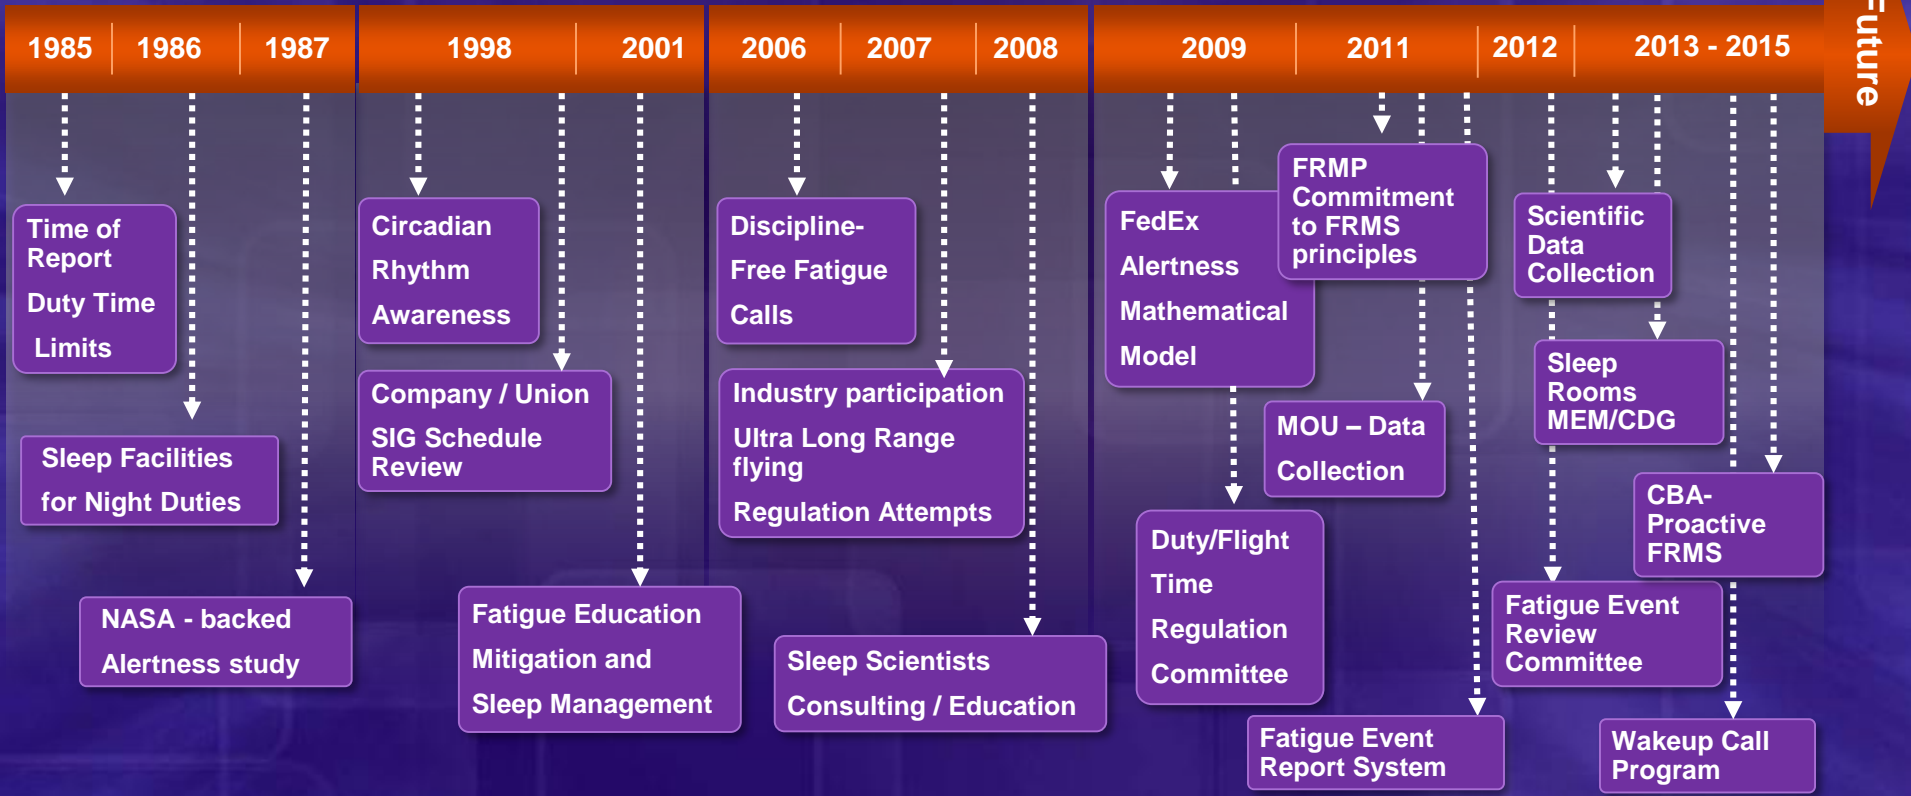 1985
1986
1987
1998
2001
2006
2007
2008
2009
2011
2012
2013 - 2015
Future
Time of
Report
Duty Time
Limits
Sleep Facilities
for Night Duties
NASA - backed
Alertness study
Circadian
Rhythm
Awareness
Company / Union
SIG Schedule
Review
Fatigue Education
Mitigation and
Sleep Management
Discipline-
Free Fatigue
Calls
Industry participation
Ultra Long Range
flying
Regulation Attempts
Sleep Scientists
Consulting / Education
FedEx
Alertness
Mathematical
Model
Duty/Flight
Time
Regulation
Committee
FRMP
Commitment
to FRMS
principles
MOU – Data
Collection
Fatigue Event
Report System
Scientific
Data
Collection
Sleep
Rooms
MEM/CDG
Fatigue Event
Review
Committee
CBA-
Proactive
FRMS
Wakeup Call
Program